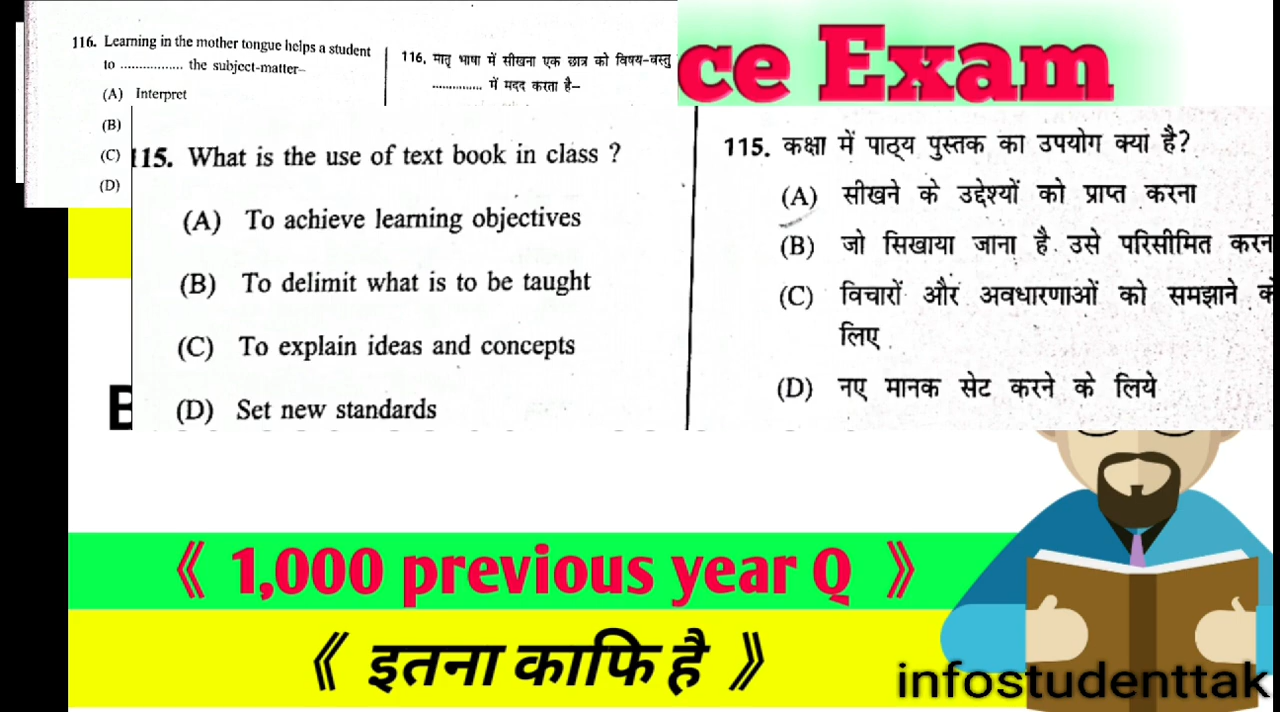 116. Learning in the mother tongue helps a student
to ................. the subject-matter–
(A) Interpret
(B)
(C)
(D)
116. मातृ भाषा में सीखना एक छात्र को विषय-वस्तु
............... में मदद करता है–
ce Exam
115. What is the use of text book in class ?
(A) To achieve learning objectives
(B) To delimit what is to be taught
(C) To explain ideas and concepts
(D) Set new standards
115. कक्षा में पाठ्य पुस्तक का उपयोग क्या है?
(A) सीखने के उद्देश्यों को प्राप्त करना
(B) जो सिखाया जाना है उसे परिसीमित करन
(C) विचारों और अवधारणाओं को समझाने के
लिए
(D) नए मानक सेट करने के लिये
《 1,000 previous year Q 》
《 इतना काफि है 》
infostudenttak